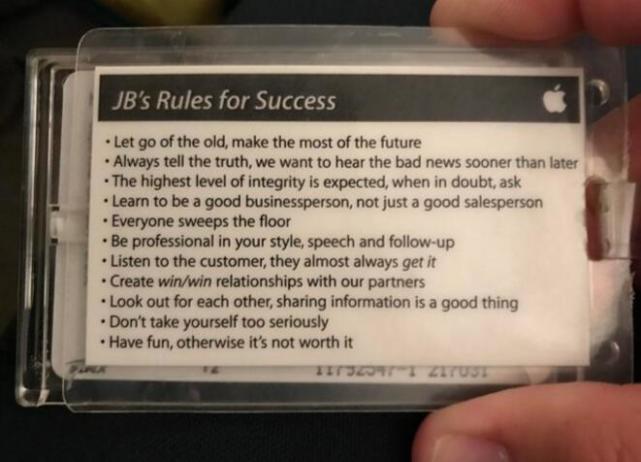 JB's Rules for Success
• Let go of the old, make the most of the future
• Always tell the truth, we want to hear the bad news sooner than later
• The highest level of integrity is expected, when in doubt, ask
• Learn to be a good businessperson, not just a good salesperson
• Everyone sweeps the floor
• Be professional in your style, speech and follow-up
• Listen to the customer, they almost always get it
• Create win/win relationships with our partners
• Look out for each other, sharing information is a good thing
• Don't take yourself too seriously
• Have fun, otherwise it's not worth it